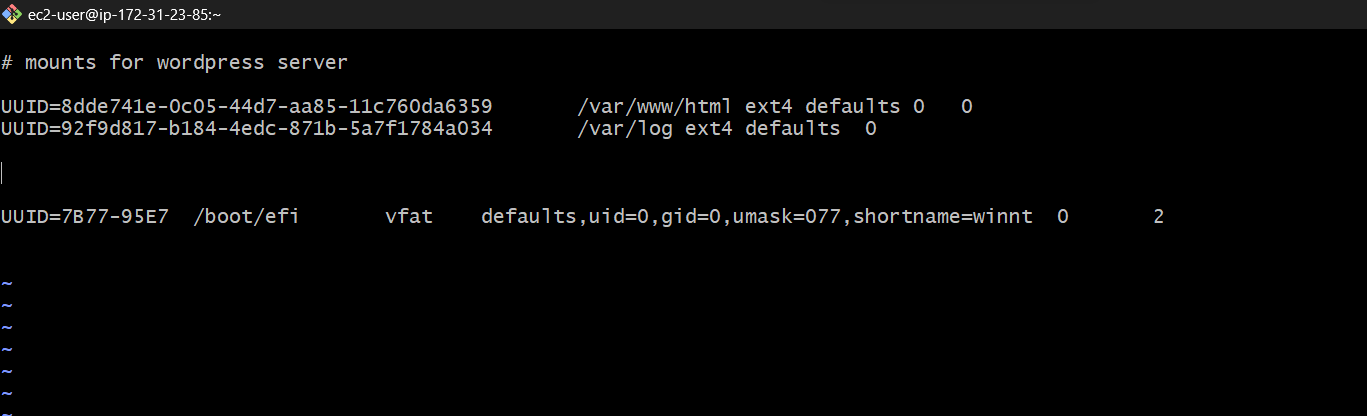 ec2-user@ip-172-31-23-85:~
# mounts for wordpress server
UUID=8dde741e-0c05-44d7-aa85-11c760da6359 /var/www/html ext4 defaults 0 0
UUID=92f9d817-b184-4edc-871b-5a7f1784a034 /var/log ext4 defaults 0
UUID=7B77-95E7 /boot/efi vfat defaults,uid=0,gid=0,umask=077,shortname=winnt 0 2
~
~
~
~
~
~
~